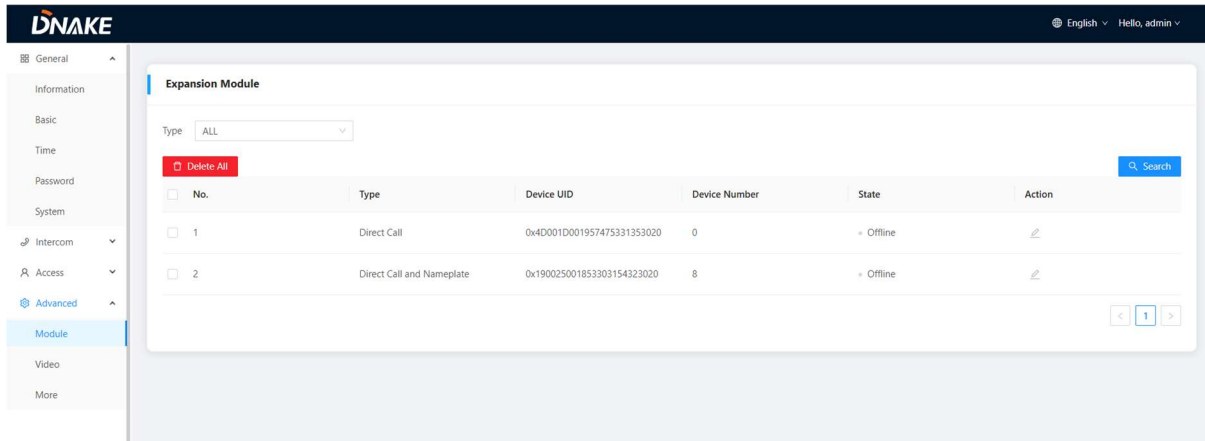 DNAKE
English
Hello, admin
General
Information
Basic
Time
Password
System
Intercom
Access
Advanced
Module
Video
More
Expansion Module
Type ALL
Delete All
Search
No. Type Device UID Device Number State Action
1 Direct Call 0x4D001D001957475331353020 0 Offline
2 Direct Call and Nameplate 0x190025001853303154323020 8 Offline
< 1 >